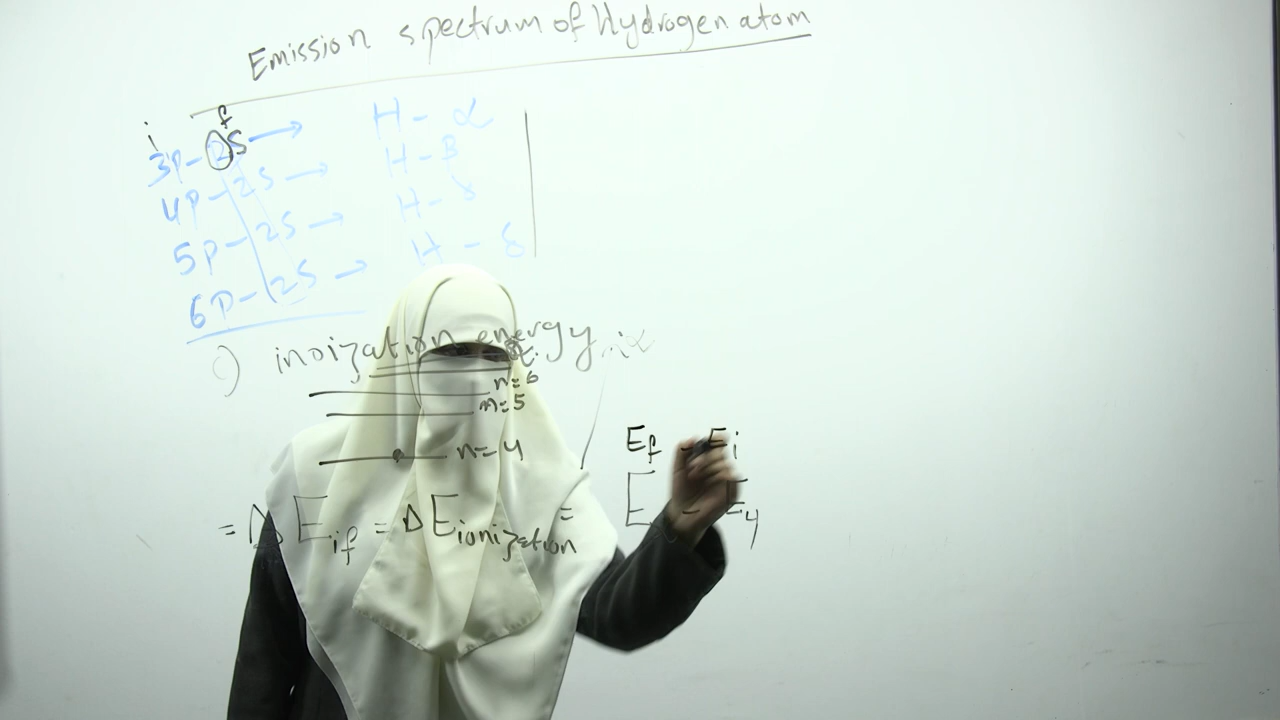 Emission spectrum of Hydrogen atom
i f
3P - 2S → H - α
4P - 2S → H - β
5P - 2S → H - γ
6P - 2S → H - δ
c) inoization energy
n=6
n=5
n=4
Ef - Ei
= ΔEif = ΔEionization = E - E4